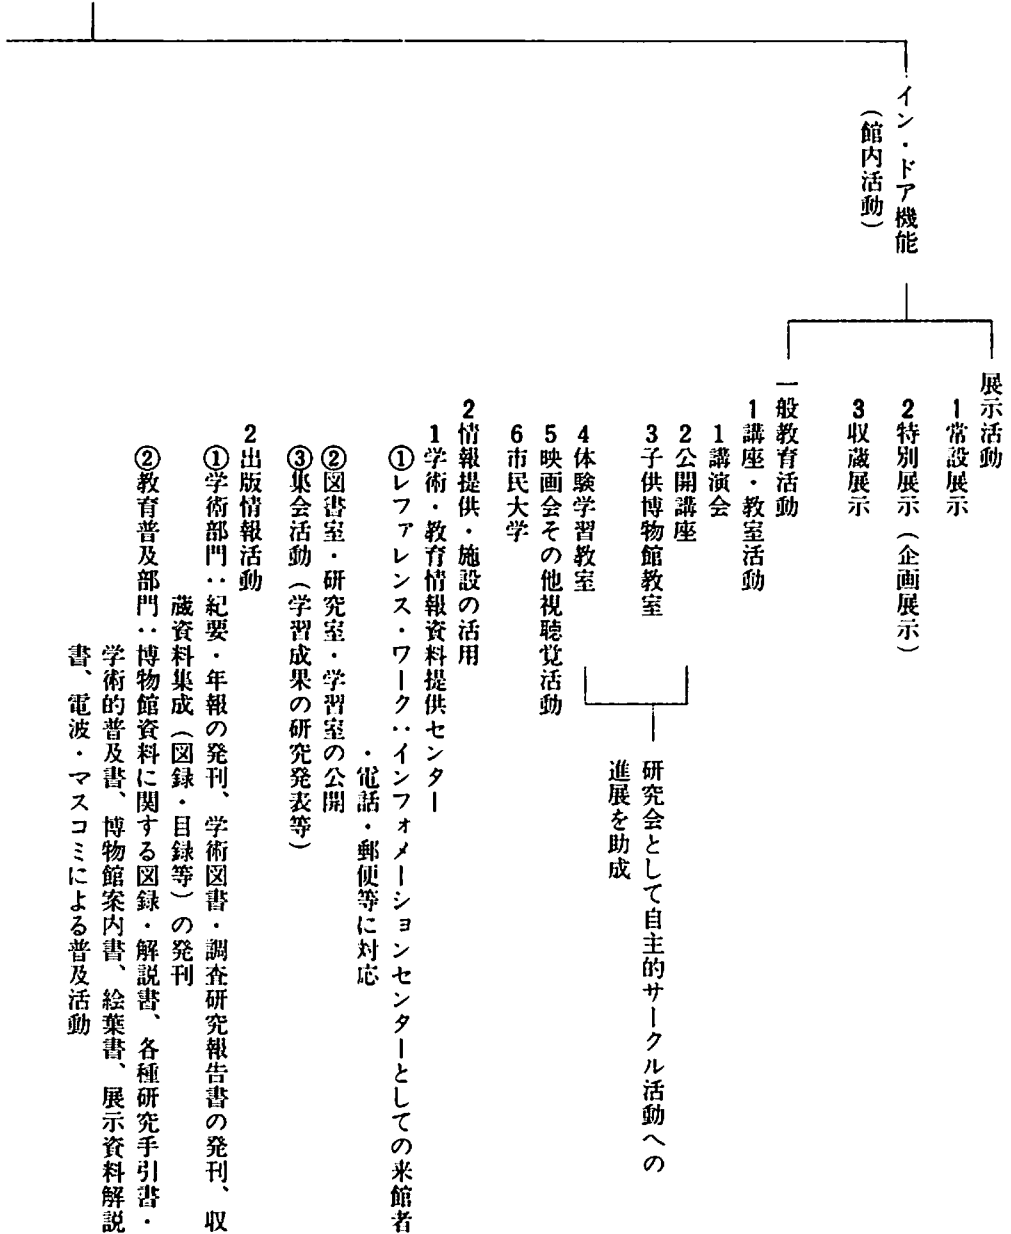 イン・ドア機能
(館内活動)
展示活動
1常設展示
2特別展示(企画展示)
3収蔵展示
一般教育活動
1講座・教室活動
1講演会
2公開講座
3子供博物館教室
4体験学習教室
5映画会その他視聴覚活動
6市民大学
研究会として自主的サークル活動への
進展を助成
2情報提供・施設の活用
1学術・教育情報資料提供センター
①レファレンス・ワーク:インフォメーションセンターとしての来館者
・電話・郵便等に対応
②図書室・研究室・学習室の公開
③集会活動(学習成果の研究発表等)
2出版情報活動
①学術部門:紀要・年報の発刊、学術図書・調査研究報告書の発刊、収
蔵資料集成(図録・目録等)の発刊
②教育普及部門:博物館資料に関する図録・解説書、各種研究手引書・
学術的普及書、博物館案内書、絵葉書、展示資料解説
書、電波・マスコミによる普及活動